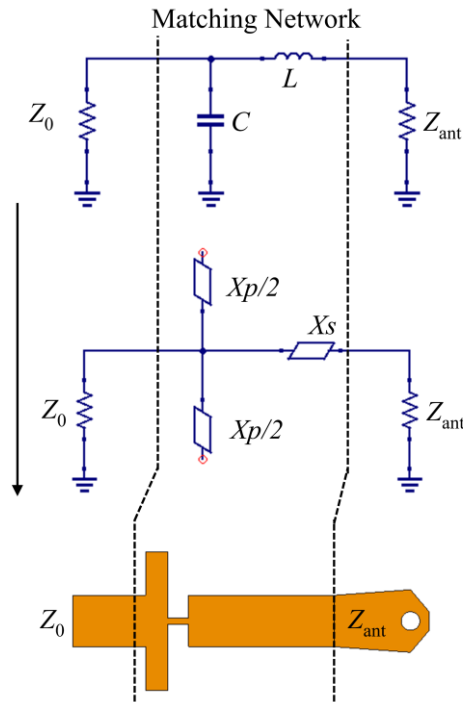 Matching Network
L
Z₀
C
Zₐₙₜ
Xp/2
Xs
Z₀
Xp/2
Zₐₙₜ
Z₀
Zₐₙₜ